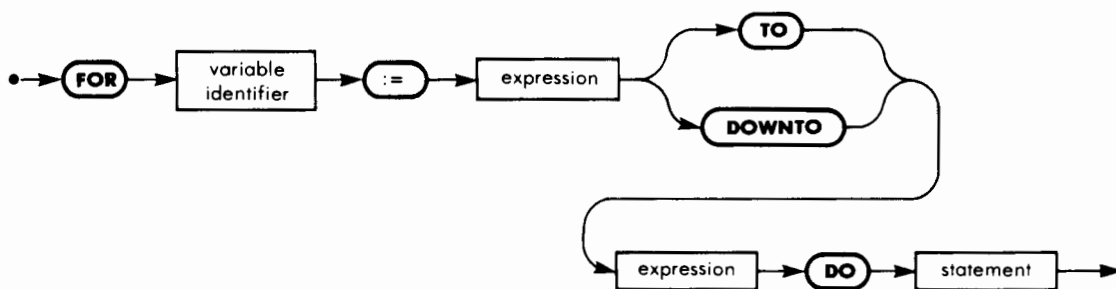 FOR
variable
identifier
:=
expression
TO
DOWNTO
expression
DO
statement